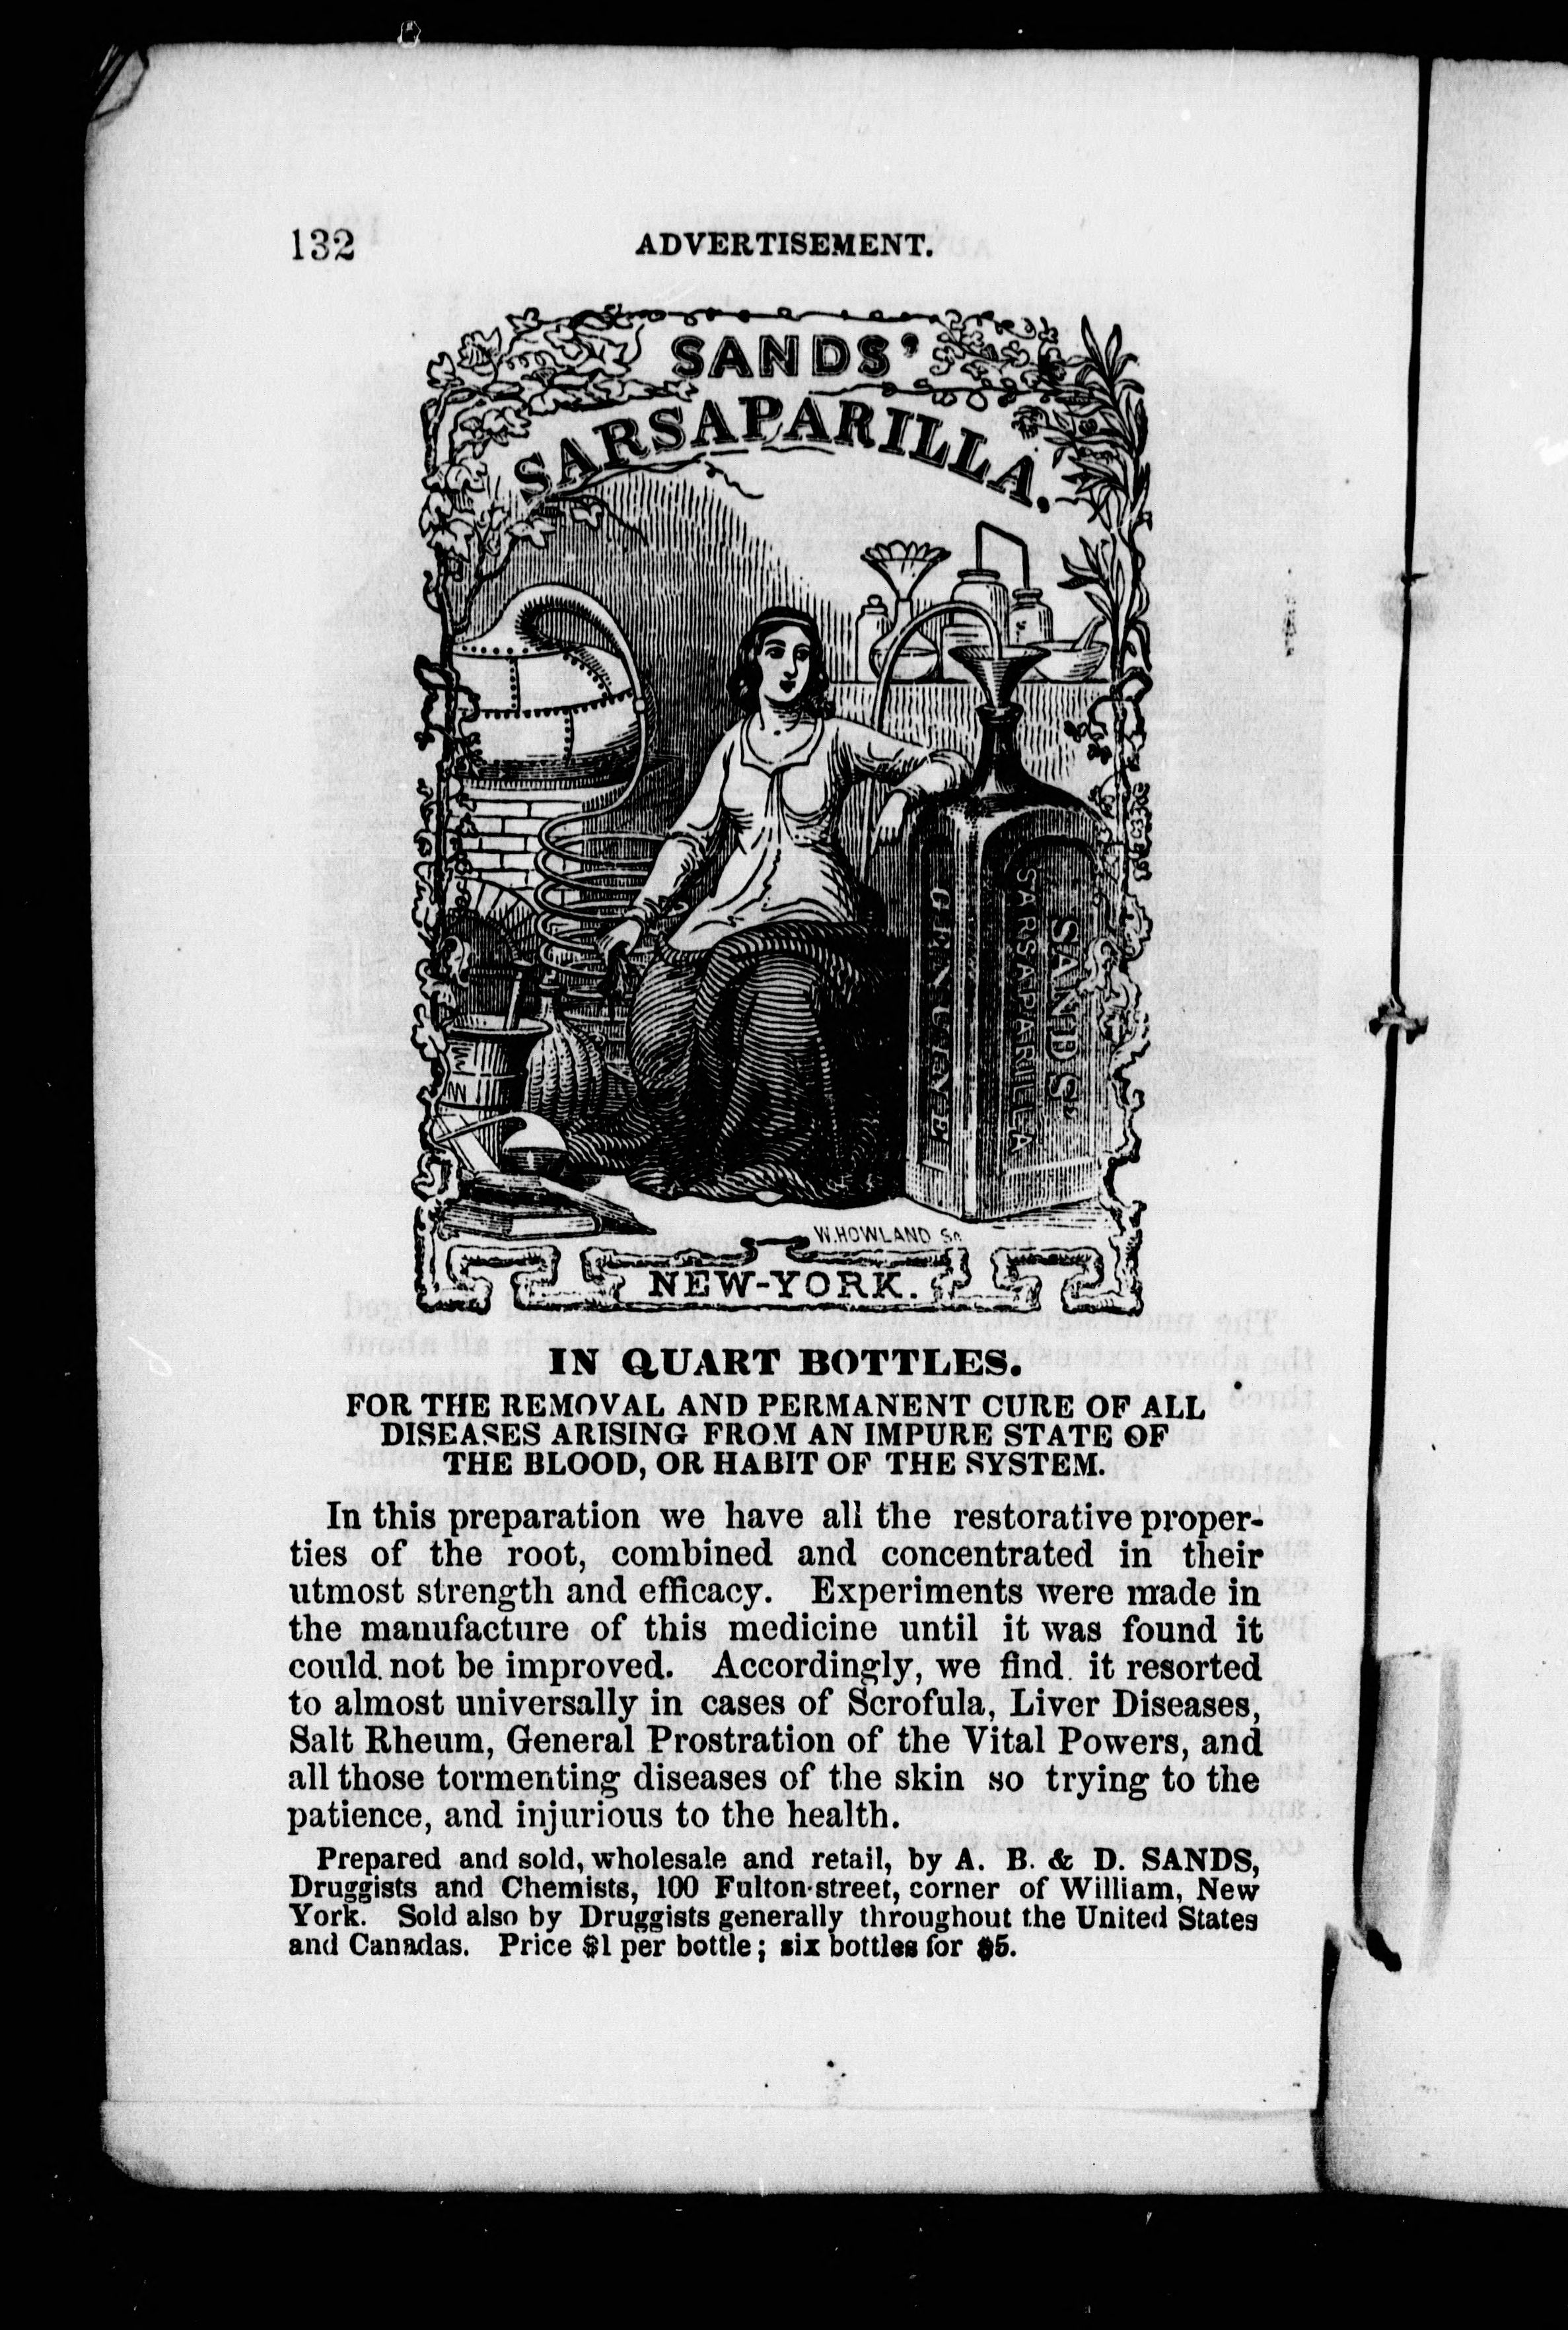 132
ADVERTISEMENT.
SANDS'
SARSAPARILLA.
GENUINE
SARSAPARILLA
SANDS'
W.HOWLAND Sc
NEW-YORK.
IN QUART BOTTLES.
FOR THE REMOVAL AND PERMANENT CURE OF ALL
DISEASES ARISING FROM AN IMPURE STATE OF
THE BLOOD, OR HABIT OF THE SYSTEM.
In this preparation we have all the restorative proper-
ties of the root, combined and concentrated in their
utmost strength and efficacy. Experiments were made in
the manufacture of this medicine until it was found it
could not be improved. Accordingly, we find it resorted
to almost universally in cases of Scrofula, Liver Diseases,
Salt Rheum, General Prostration of the Vital Powers, and
all those tormenting diseases of the skin so trying to the
patience, and injurious to the health.
Prepared and sold, wholesale and retail, by A. B. & D. SANDS,
Druggists and Chemists, 100 Fulton-street, corner of William, New
York. Sold also by Druggists generally throughout the United States
and Canadas. Price $1 per bottle; six bottles for $5.